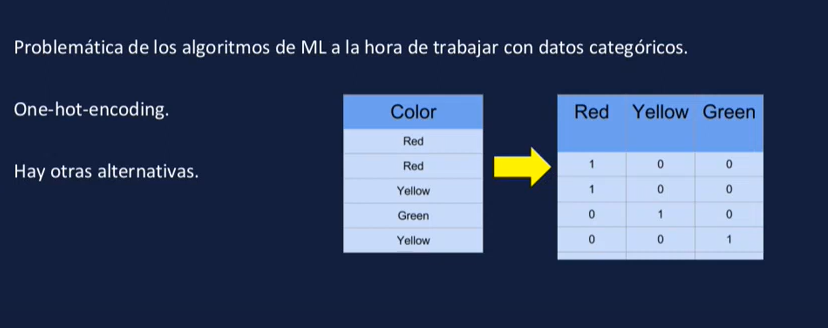 Problemática de los algoritmos de ML a la hora de trabajar con datos categóricos.
One-hot-encoding.
Hay otras alternativas.
Color
Red
Red
Yellow
Green
Yellow
Red Yellow Green
1 0 0
1 0 0
0 1 0
0 0 1